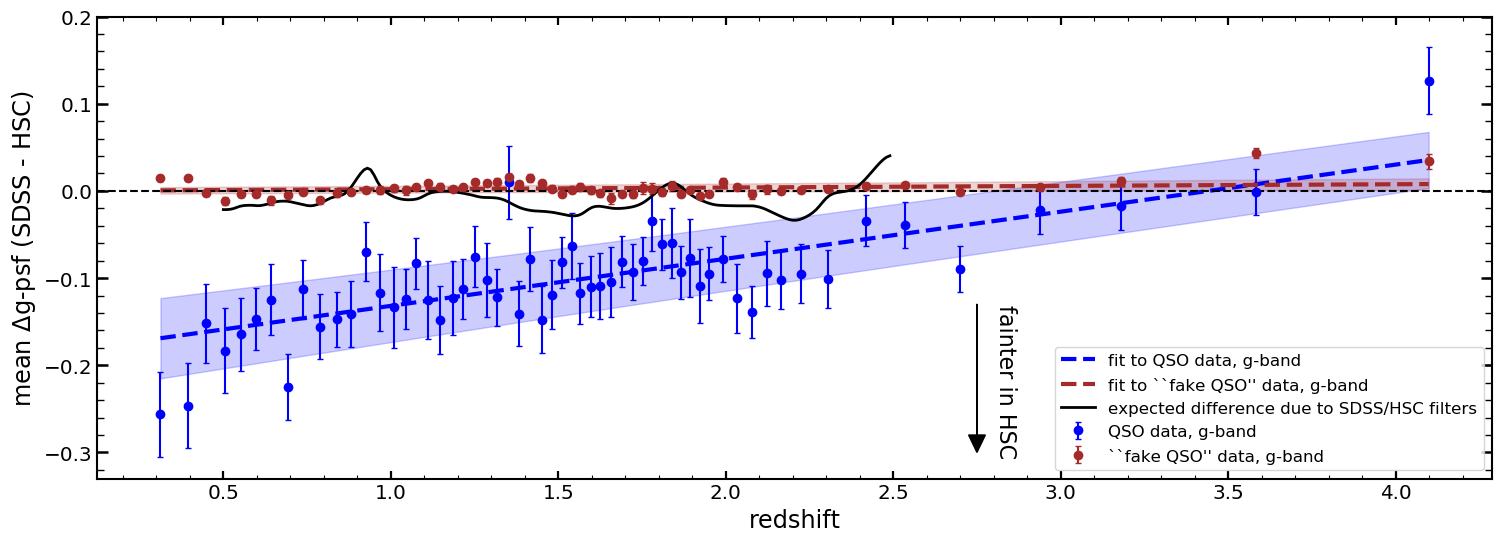 0.2
0.1
0.0
−0.1
−0.2
−0.3
mean Δg-psf (SDSS - HSC)
fainter in HSC
fit to QSO data, g-band
fit to ``fake QSO'' data, g-band
expected difference due to SDSS/HSC filters
QSO data, g-band
``fake QSO'' data, g-band
0.5 1.0 1.5 2.0 2.5 3.0 3.5 4.0
redshift